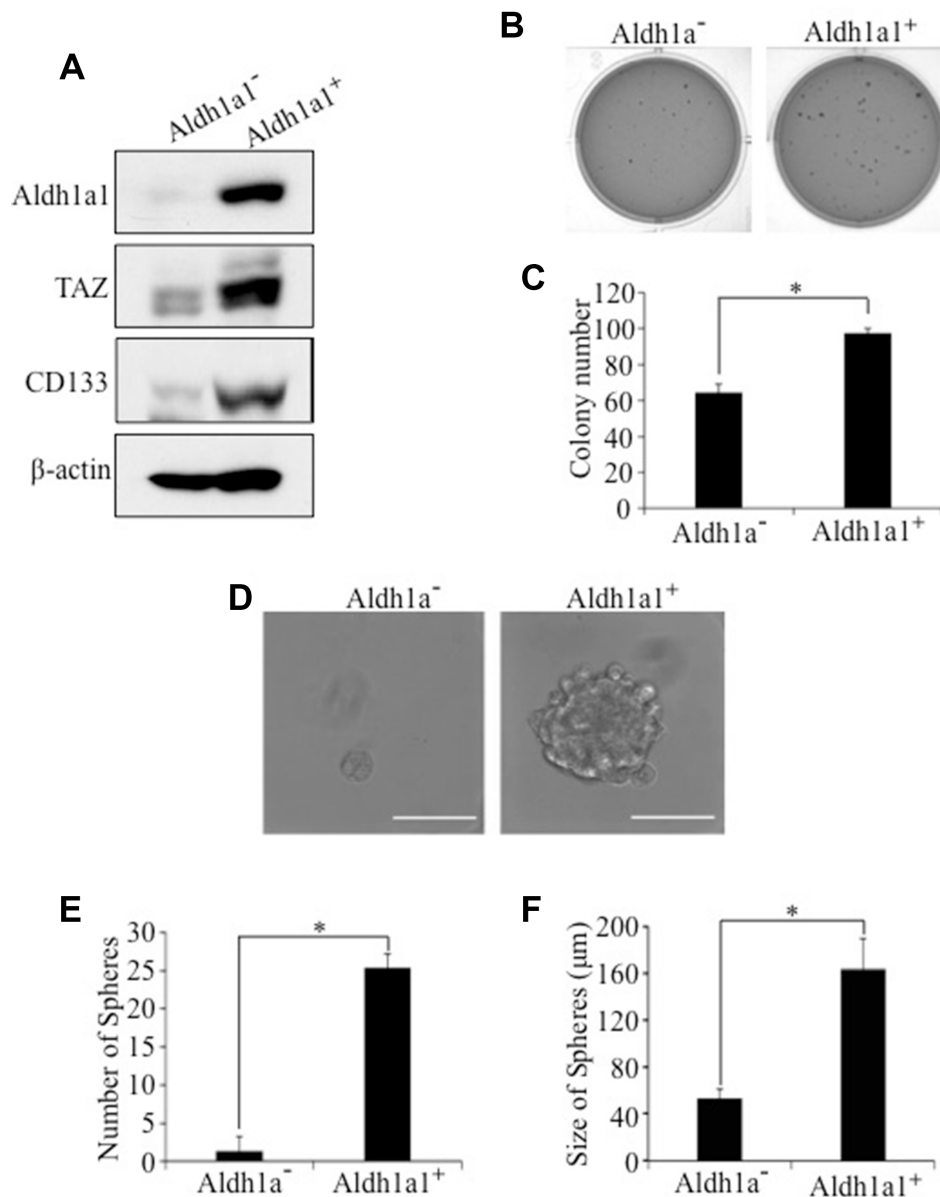 A
Aldh1a1⁻
Aldh1a1⁺
Aldh1a1
TAZ
CD133
β-actin
B
Aldh1a⁻
Aldh1a1⁺
C
Colony number
120
100
80
60
40
20
0
*
Aldh1a⁻
Aldh1a1⁺
D
Aldh1a⁻
Aldh1a1⁺
E
Number of Spheres
30
25
20
15
10
5
0
*
Aldh1a⁻
Aldh1a1⁺
F
Size of Spheres (µm)
200
160
120
80
40
0
*
Aldh1a⁻
Aldh1a1⁺